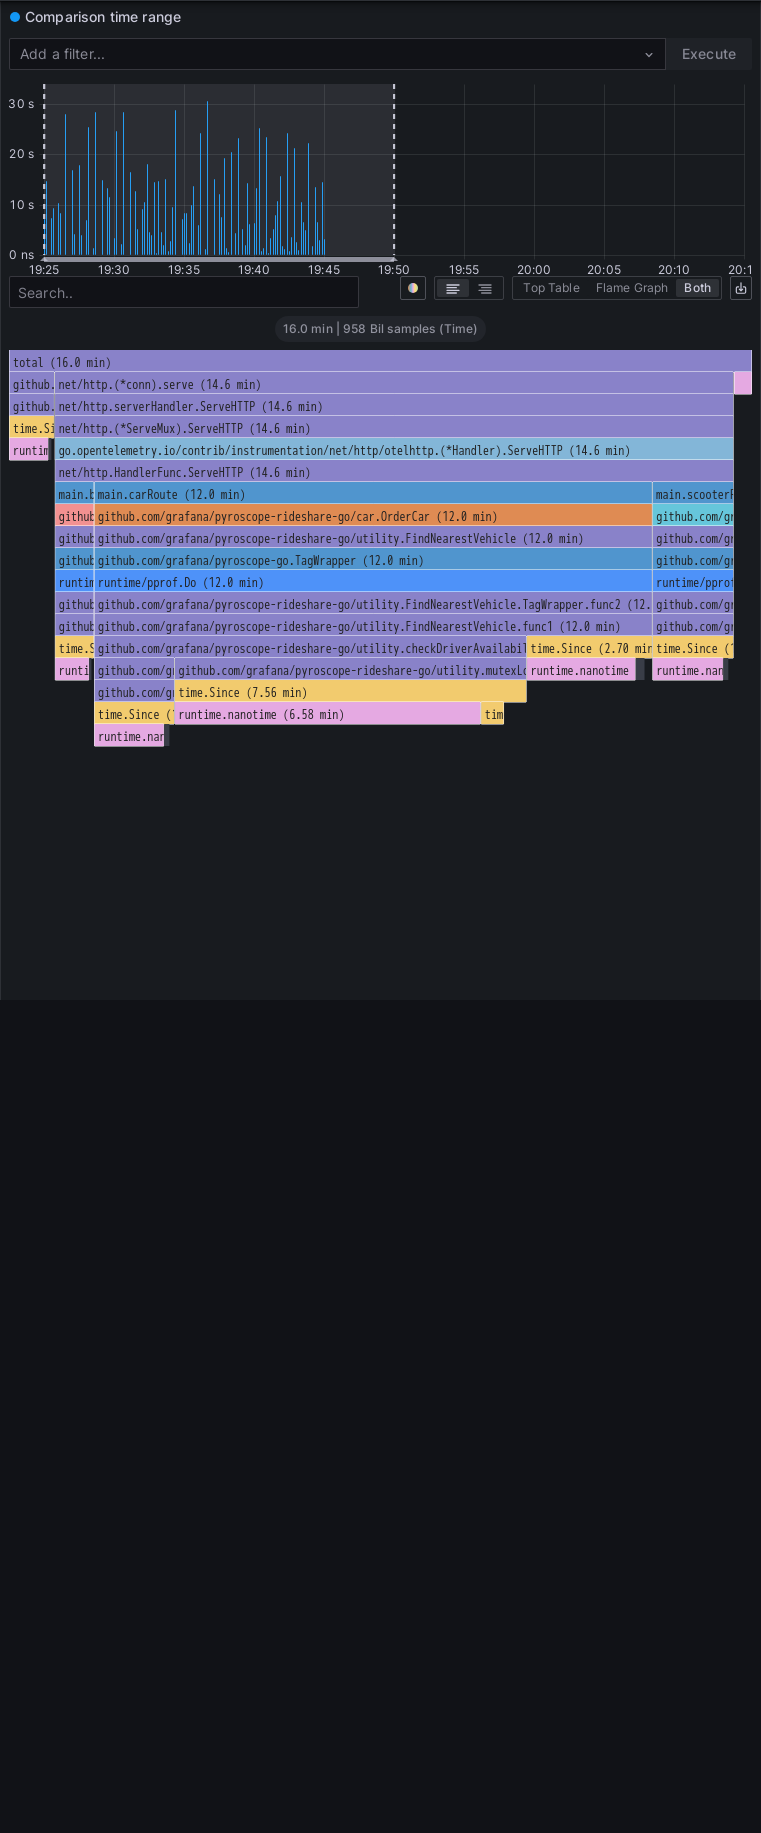 Comparison time range
Add a filter...
Execute
30 s
20 s
10 s
0 ns
19:25 19:30 19:35 19:40 19:45 19:50 19:55 20:00 20:05 20:10 20:1
Search..
Top Table Flame Graph Both
16.0 min | 958 Bil samples (Time)
total (16.0 min)
github. net/http.(*conn).serve (14.6 min)
github. net/http.serverHandler.ServeHTTP (14.6 min)
time.Si net/http.(*ServeMux).ServeHTTP (14.6 min)
runtim go.opentelemetry.io/contrib/instrumentation/net/http/otelhttp.(*Handler).ServeHTTP (14.6 min)
net/http.HandlerFunc.ServeHTTP (14.6 min)
main.b main.carRoute (12.0 min) main.scooterR
github github.com/grafana/pyroscope-rideshare-go/car.OrderCar (12.0 min) github.com/gr
github github.com/grafana/pyroscope-rideshare-go/utility.FindNearestVehicle (12.0 min) github.com/gr
github github.com/grafana/pyroscope-go.TagWrapper (12.0 min) github.com/gr
runtim runtime/pprof.Do (12.0 min) runtime/pprof
github github.com/grafana/pyroscope-rideshare-go/utility.FindNearestVehicle.TagWrapper.func2 (12. github.com/gr
github github.com/grafana/pyroscope-rideshare-go/utility.FindNearestVehicle.func1 (12.0 min) github.com/gr
time.S github.com/grafana/pyroscope-rideshare-go/utility.checkDriverAvailabil time.Since (2.70 min time.Since (1
runti github.com/gr github.com/grafana/pyroscope-rideshare-go/utility.mutexLo runtime.nanotime runtime.nan
github.com/gr time.Since (7.56 min)
time.Since (1 runtime.nanotime (6.58 min) tim
runtime.nan